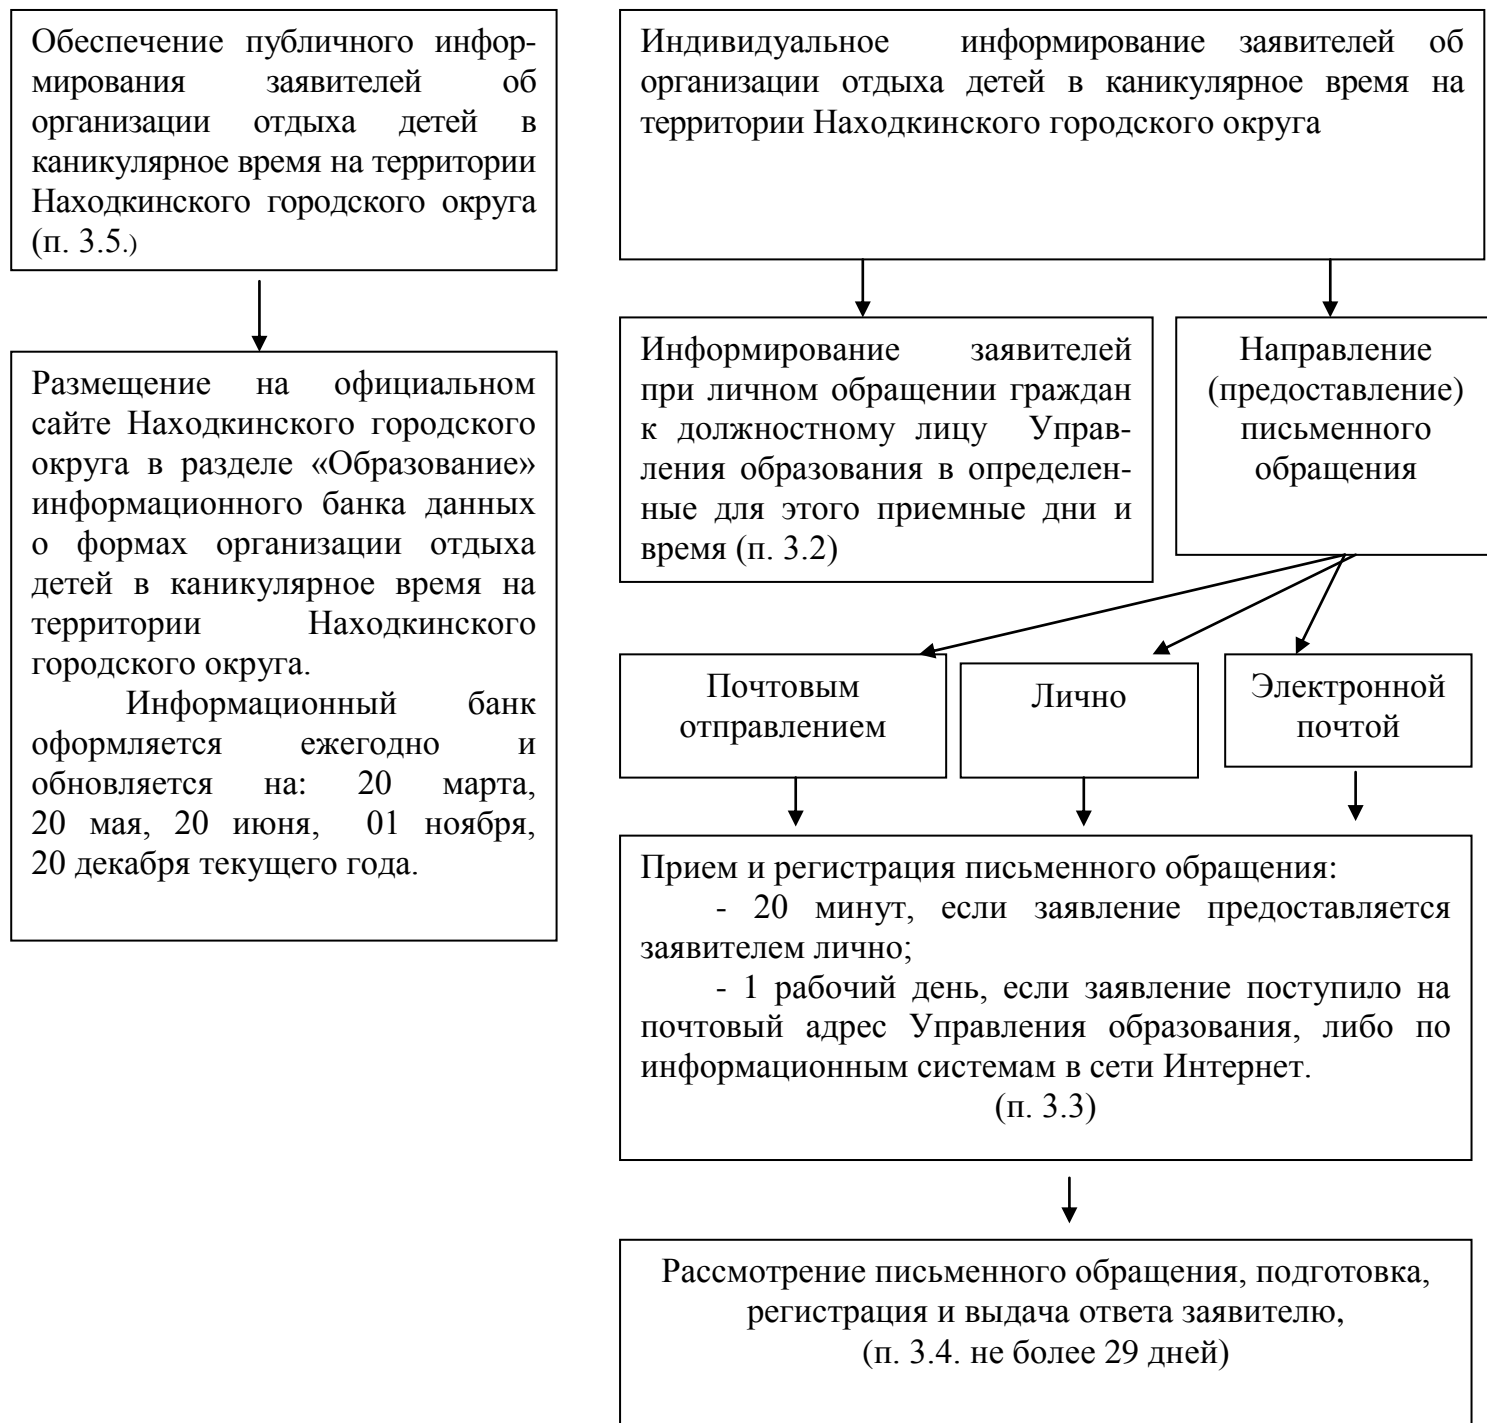 Обеспечение публичного инфор-
мирования заявителей об
организации отдыха детей в
каникулярное время на территории
Находкинского городского округа
(п. 3.5.)
Размещение на официальном
сайте Находкинского городского
округа в разделе «Образование»
информационного банка данных
о формах организации отдыха
детей в каникулярное время на
территории Находкинского
городского округа.
Информационный банк
оформляется ежегодно и
обновляется на: 20 марта,
20 мая, 20 июня, 01 ноября,
20 декабря текущего года.
Индивидуальное информирование заявителей об
организации отдыха детей в каникулярное время на
территории Находкинского городского округа
Информирование заявителей
при личном обращении граждан
к должностному лицу Управ-
ления образования в определен-
ные для этого приемные дни и
время (п. 3.2)
Направление
(предоставление)
письменного
обращения
Почтовым
отправлением
Лично
Электронной
почтой
Прием и регистрация письменного обращения:
- 20 минут, если заявление предоставляется
заявителем лично;
- 1 рабочий день, если заявление поступило на
почтовый адрес Управления образования, либо по
информационным системам в сети Интернет.
(п. 3.3)
Рассмотрение письменного обращения, подготовка,
регистрация и выдача ответа заявителю,
(п. 3.4. не более 29 дней)